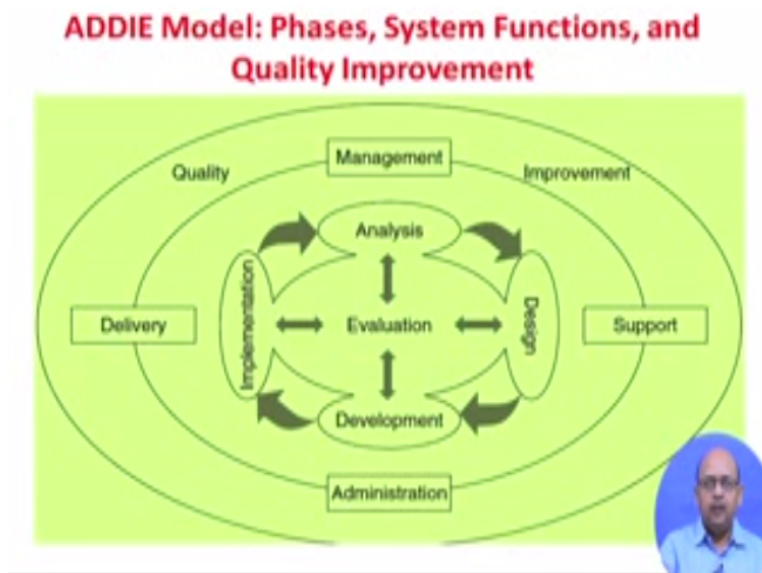 ADDIE Model: Phases, System Functions, and
Quality Improvement
Quality
Management
Improvement
Analysis
Implementation
Delivery
Evaluation
Design
Support
Development
Administration